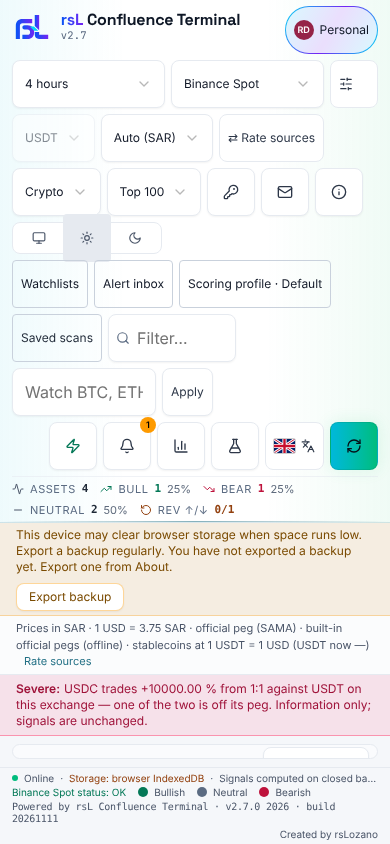 rsL rsL Confluence Terminal
v2.7
RD Personal
4 hours Binance Spot
USDT Auto (SAR) ⇄ Rate sources
Crypto Top 100
Watchlists Alert inbox Scoring profile · Default
Saved scans Filter...
Watch BTC, ETH Apply
1
ASSETS 4 BULL 1 25% BEAR 1 25%
NEUTRAL 2 50% REV ↑/↓ 0/1
This device may clear browser storage when space runs low.
Export a backup regularly. You have not exported a backup
yet. Export one from About.
Export backup
Prices in SAR · 1 USD = 3.75 SAR · official peg (SAMA) · built-in
official pegs (offline) · stablecoins at 1 USDT = 1 USD (USDT now —)
Rate sources
Severe: USDC trades +10000.00 % from 1:1 against USDT on
this exchange — one of the two is off its peg. Information only;
signals are unchanged.
Online · Storage: browser IndexedDB · Signals computed on closed ba...
Binance Spot status: OK Bullish Neutral Bearish
Powered by rsL Confluence Terminal · v2.7.0 2026 · build
20261111
Created by rsLozano